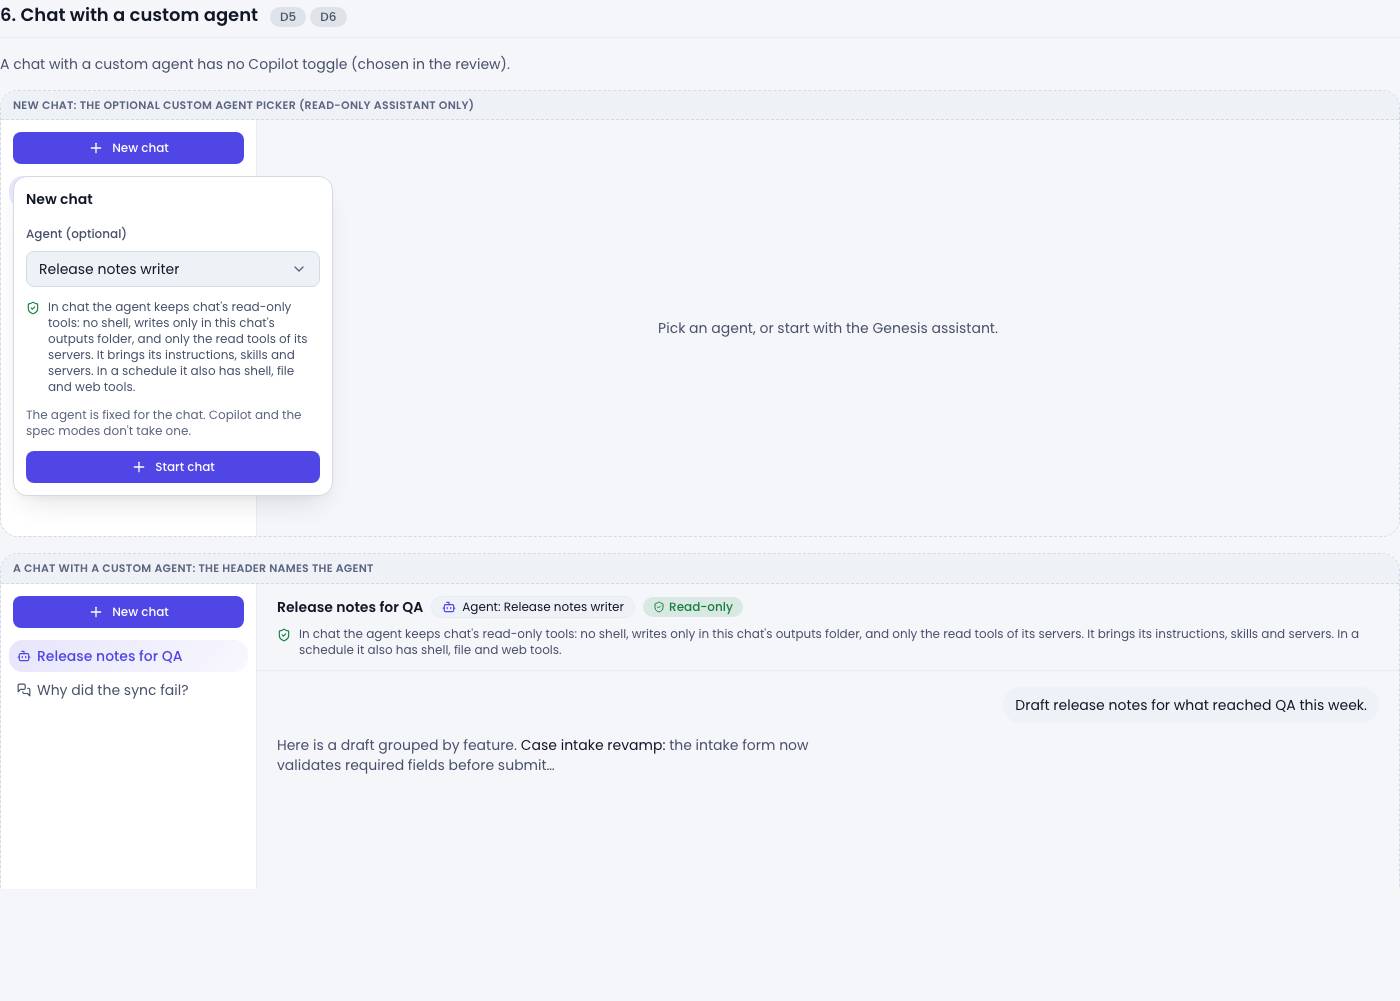 6. Chat with a custom agent D5 D6
A chat with a custom agent has no Copilot toggle (chosen in the review).
NEW CHAT: THE OPTIONAL CUSTOM AGENT PICKER (READ-ONLY ASSISTANT ONLY)
New chat
New chat
Agent (optional)
Release notes writer
In chat the agent keeps chat's read-only
tools: no shell, writes only in this chat's
outputs folder, and only the read tools of its
servers. It brings its instructions, skills and
servers. In a schedule it also has shell, file
and web tools.
The agent is fixed for the chat. Copilot and the
spec modes don't take one.
Start chat
Pick an agent, or start with the Genesis assistant.
A CHAT WITH A CUSTOM AGENT: THE HEADER NAMES THE AGENT
New chat
Release notes for QA
Why did the sync fail?
Release notes for QA Agent: Release notes writer Read-only
In chat the agent keeps chat's read-only tools: no shell, writes only in this chat's outputs folder, and only the read tools of its servers. It brings its instructions, skills and servers. In a
schedule it also has shell, file and web tools.
Draft release notes for what reached QA this week.
Here is a draft grouped by feature. Case intake revamp: the intake form now
validates required fields before submit…